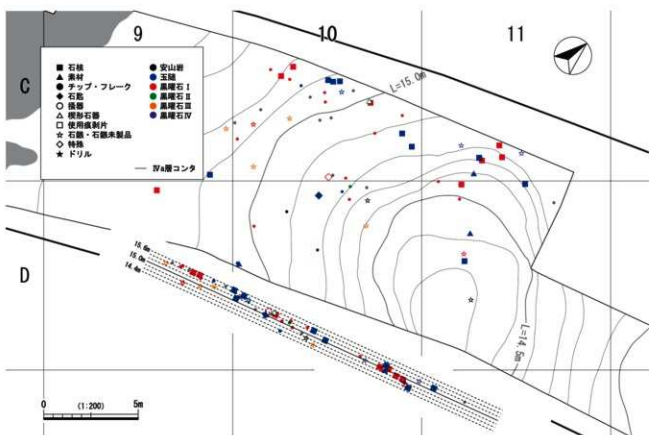 9
10
11
C
D
石核
素材
チップ・フレーク
石匙
掻器
楔形石器
使用痕剥片
石鏃・石鏃未製品
特殊
ドリル
安山岩
玉随
黒曜石Ⅰ
黒曜石Ⅱ
黒曜石Ⅲ
黒曜石Ⅳ
Ⅳa層コンタ
L=15.0m
L=14.5m
15.6m
15.0m
14.4m
0 (1:200) 5m